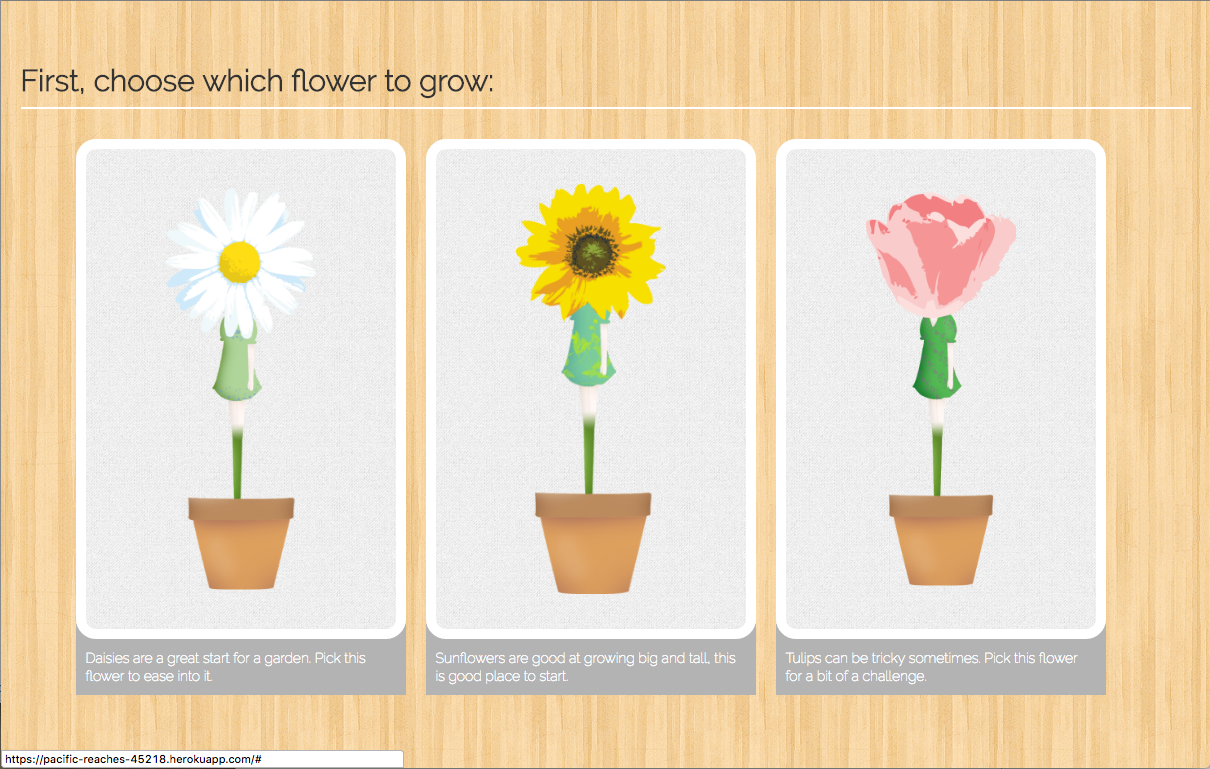 First, choose which flower to grow:
Daisies are a great start for a garden. Pick this
flower to ease into it.
Sunflowers are good at growing big and tall, this
is good place to start.
Tulips can be tricky sometimes. Pick this flower
for a bit of a challenge.
https://pacific-reaches-45218.herokuapp.com/#